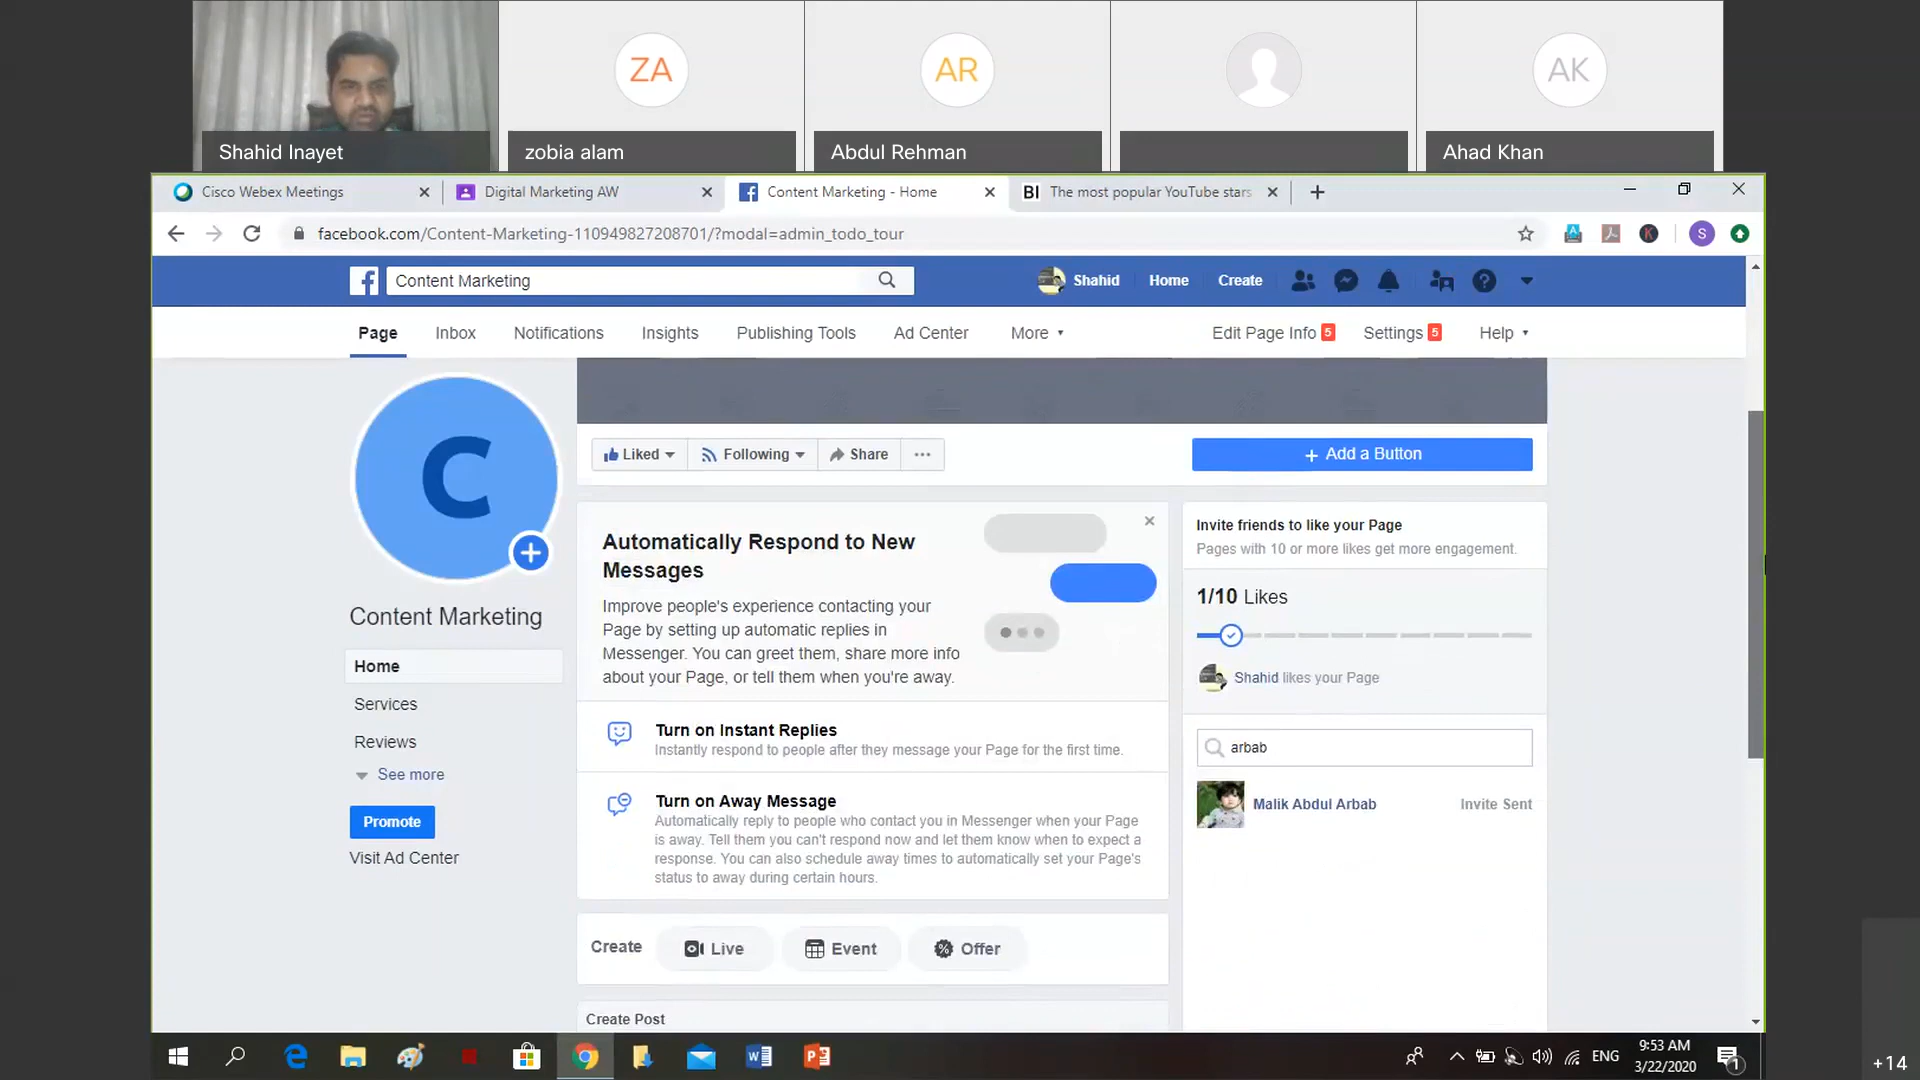 ZA
AR
AK
Shahid Inayet
zobia alam
Abdul Rehman
Ahad Khan
Cisco Webex Meetings
Digital Marketing AW
Content Marketing - Home
BI The most popular YouTube stars
facebook.com/Content-Marketing-110949827208701/?modal=admin_todo_tour
K
S
Content Marketing
Shahid
Home
Create
Page
Inbox
Notifications
Insights
Publishing Tools
Ad Center
More
Edit Page Info 5
Settings 5
Help
C
Liked
Following
Share
+ Add a Button
Content Marketing
Home
Services
Reviews
See more
Promote
Visit Ad Center
Automatically Respond to New
Messages
Improve people's experience contacting your
Page by setting up automatic replies in
Messenger. You can greet them, share more info
about your Page, or tell them when you're away.
Turn on Instant Replies
Instantly respond to people after they message your Page for the first time.
Turn on Away Message
Automatically reply to people who contact you in Messenger when your Page
is away. Tell them you can't respond now and let them know when to expect a
response. You can also schedule away times to automatically set your Page's
status to away during certain hours.
Create
Live
Event
Offer
Create Post
Invite friends to like your Page
Pages with 10 or more likes get more engagement.
1/10 Likes
Shahid likes your Page
arbab
Malik Abdul Arbab
Invite Sent
ENG
9:53 AM
3/22/2020
1
+14